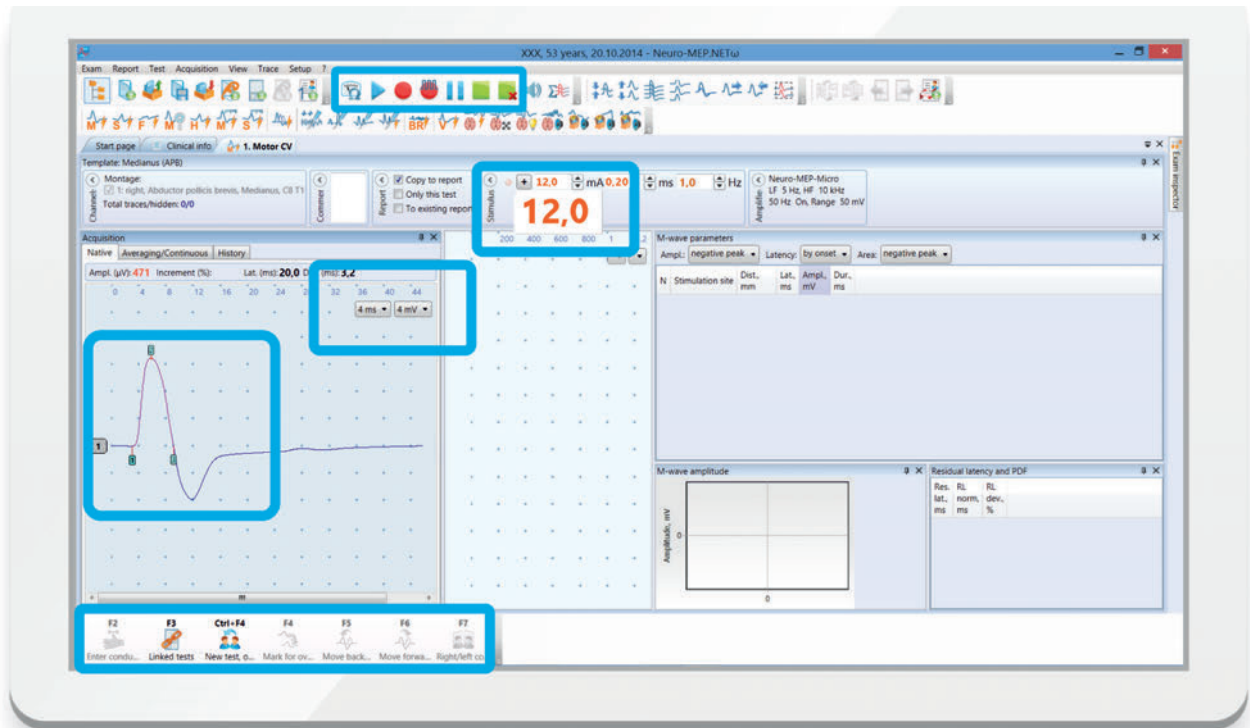 XXX, 53 years, 20.10.2014 - Neuro-MEP.NETω
Exam Report Test Acquisition View Trace Setup ?
M S F M H M S BR V
Start page Clinical info 1. Motor CV
Template: Medianus (APB)
Channels
Montage:
1: right, Abductor pollicis brevis, Medianus, C8 T1
Total traces/hidden: 0/0
Commer
Report
Copy to report
Only this test
To existing report
Stimulus
+ 12,0 mA 0,20 ms 1,0 Hz
12,0
Amplifie
Neuro-MEP-Micro
LF 5 Hz, HF 10 kHz
50 Hz On, Range 50 mV
Exam inspector
Acquisition
Native Averaging/Continuous History
Ampl. (µV): 471 Increment (%): Lat. (ms): 20,0 D (ms): 3,2
0 4 8 12 16 20 24 2 32 36 40 44
4 ms 4 mV
1
200 400 600 800 1 .2
M-wave parameters
Ampl.: negative peak Latency: by onset Area: negative peak
N Stimulation site Dist., mm Lat., ms Ampl., mV Dur., ms
M-wave amplitude
Amplitude, mV
0
0
Residual latency and PDF
Res. RL RL
lat., norm, dev.,
ms ms %
F2 F3 Ctrl+F4 F4 F5 F6 F7
Enter condu... Linked tests New test, o... Mark for ov... Move back... Move forwa... Right/left co